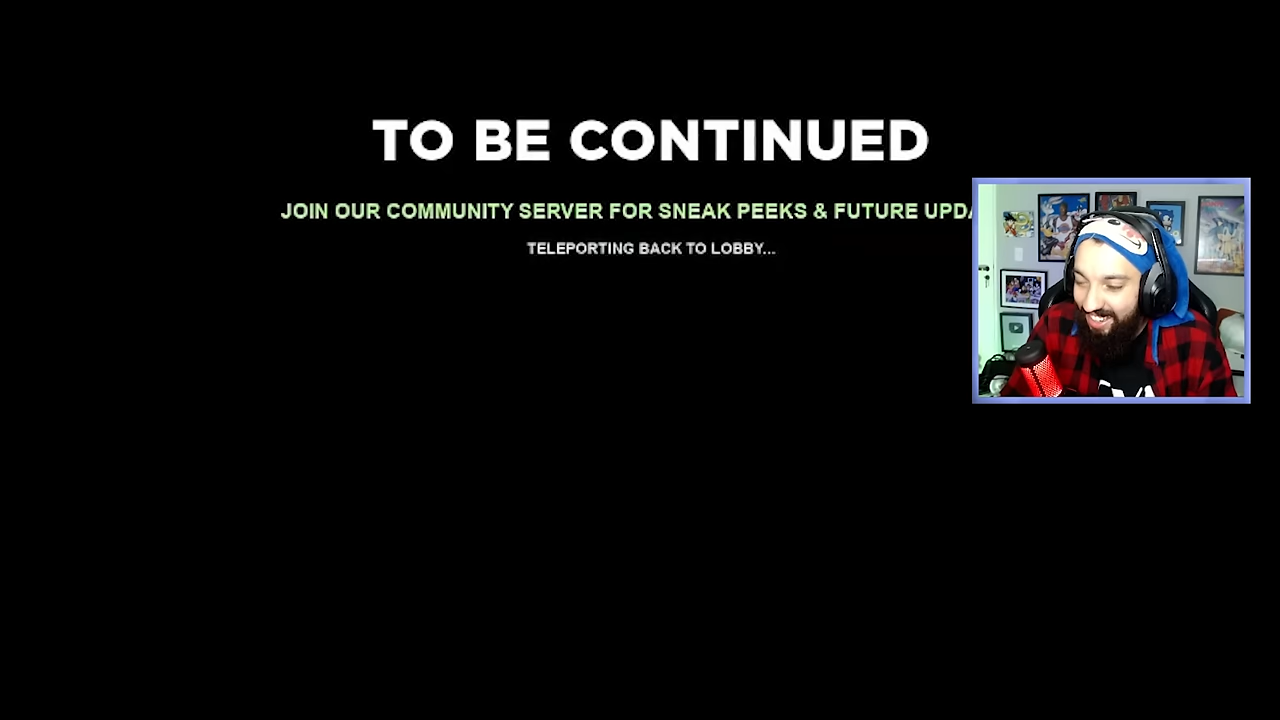 TO BE CONTINUED
JOIN OUR COMMUNITY SERVER FOR SNEAK PEEKS & FUTURE
TELEPORTING BACK TO LOBBY...